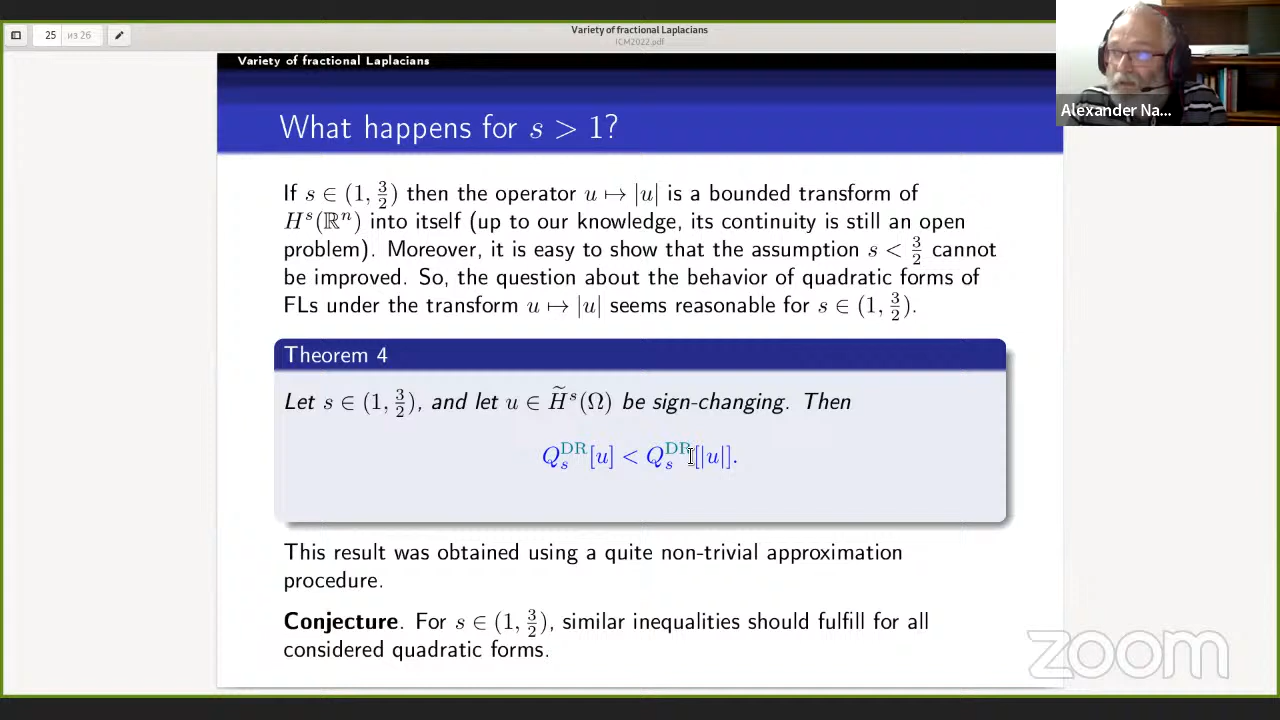 25 из 26
Variety of fractional Laplacians
ICM2022.pdf
Variety of fractional Laplacians
Alexander Na...
What happens for s > 1?
If s ∈ (1, 3/2) then the operator u ↦ |u| is a bounded transform of
Hˢ(ℝⁿ) into itself (up to our knowledge, its continuity is still an open
problem). Moreover, it is easy to show that the assumption s < 3/2 cannot
be improved. So, the question about the behavior of quadratic forms of
FLs under the transform u ↦ |u| seems reasonable for s ∈ (1, 3/2).
Theorem 4
Let s ∈ (1, 3/2), and let u ∈ H̃ˢ(Ω) be sign-changing. Then
Q_s^DR[u] < Q_s^DR[|u|].
This result was obtained using a quite non-trivial approximation
procedure.
Conjecture. For s ∈ (1, 3/2), similar inequalities should fulfill for all
considered quadratic forms.
zoom